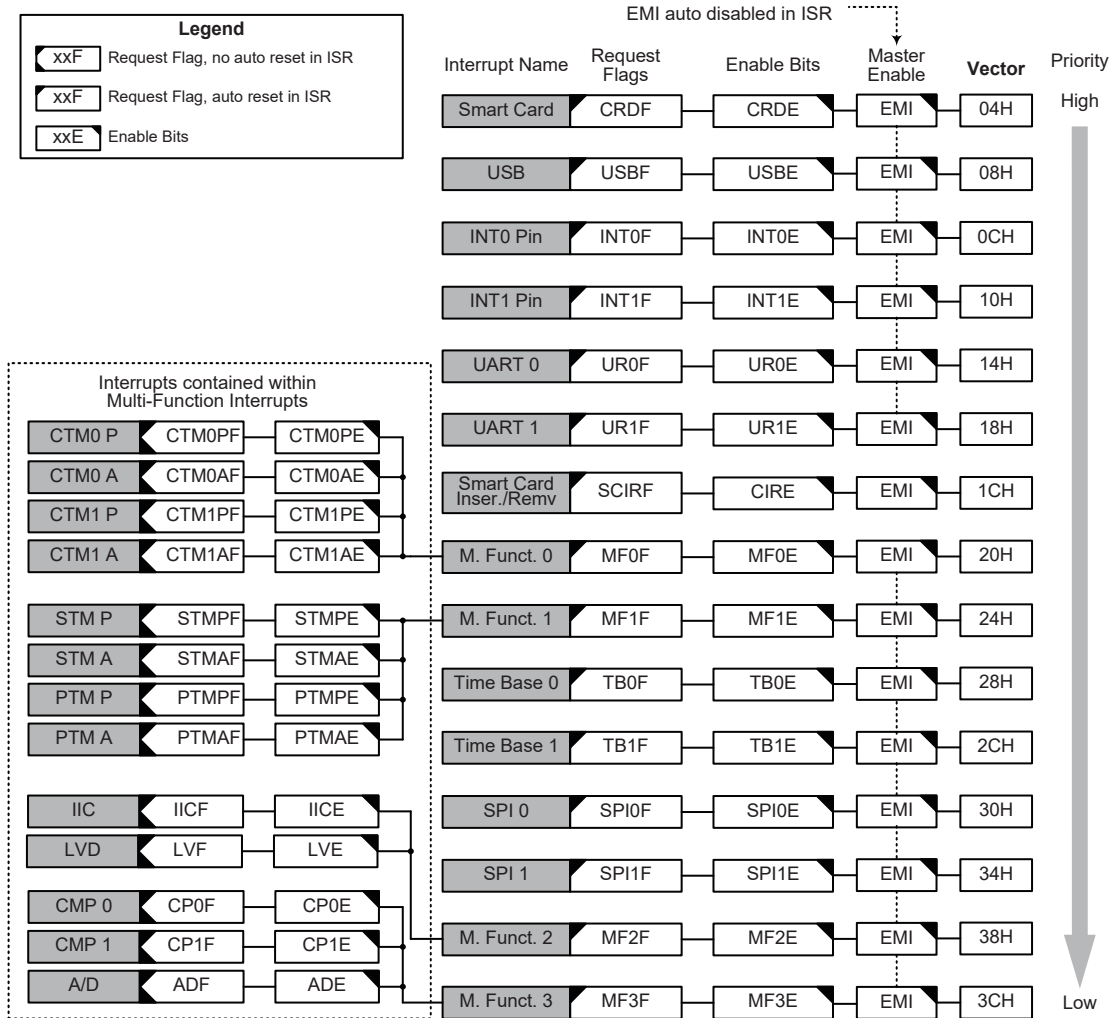 EMI auto disabled in ISR
Legend
xxF Request Flag, no auto reset in ISR
xxF Request Flag, auto reset in ISR
xxE Enable Bits
Interrupt Name Request Flags Enable Bits Master Enable Vector Priority
High
Smart Card CRDF CRDE EMI 04H
USB USBF USBE EMI 08H
INT0 Pin INT0F INT0E EMI 0CH
INT1 Pin INT1F INT1E EMI 10H
UART 0 UR0F UR0E EMI 14H
UART 1 UR1F UR1E EMI 18H
Smart Card Inser./Remv SCIRF CIRE EMI 1CH
M. Funct. 0 MF0F MF0E EMI 20H
M. Funct. 1 MF1F MF1E EMI 24H
Time Base 0 TB0F TB0E EMI 28H
Time Base 1 TB1F TB1E EMI 2CH
SPI 0 SPI0F SPI0E EMI 30H
SPI 1 SPI1F SPI1E EMI 34H
M. Funct. 2 MF2F MF2E EMI 38H
M. Funct. 3 MF3F MF3E EMI 3CH
Low
Interrupts contained within
Multi-Function Interrupts
CTM0 P CTM0PF CTM0PE
CTM0 A CTM0AF CTM0AE
CTM1 P CTM1PF CTM1PE
CTM1 A CTM1AF CTM1AE
STM P STMPF STMPE
STM A STMAF STMAE
PTM P PTMPF PTMPE
PTM A PTMAF PTMAE
IIC IICF IICE
LVD LVF LVE
CMP 0 CP0F CP0E
CMP 1 CP1F CP1E
A/D ADF ADE